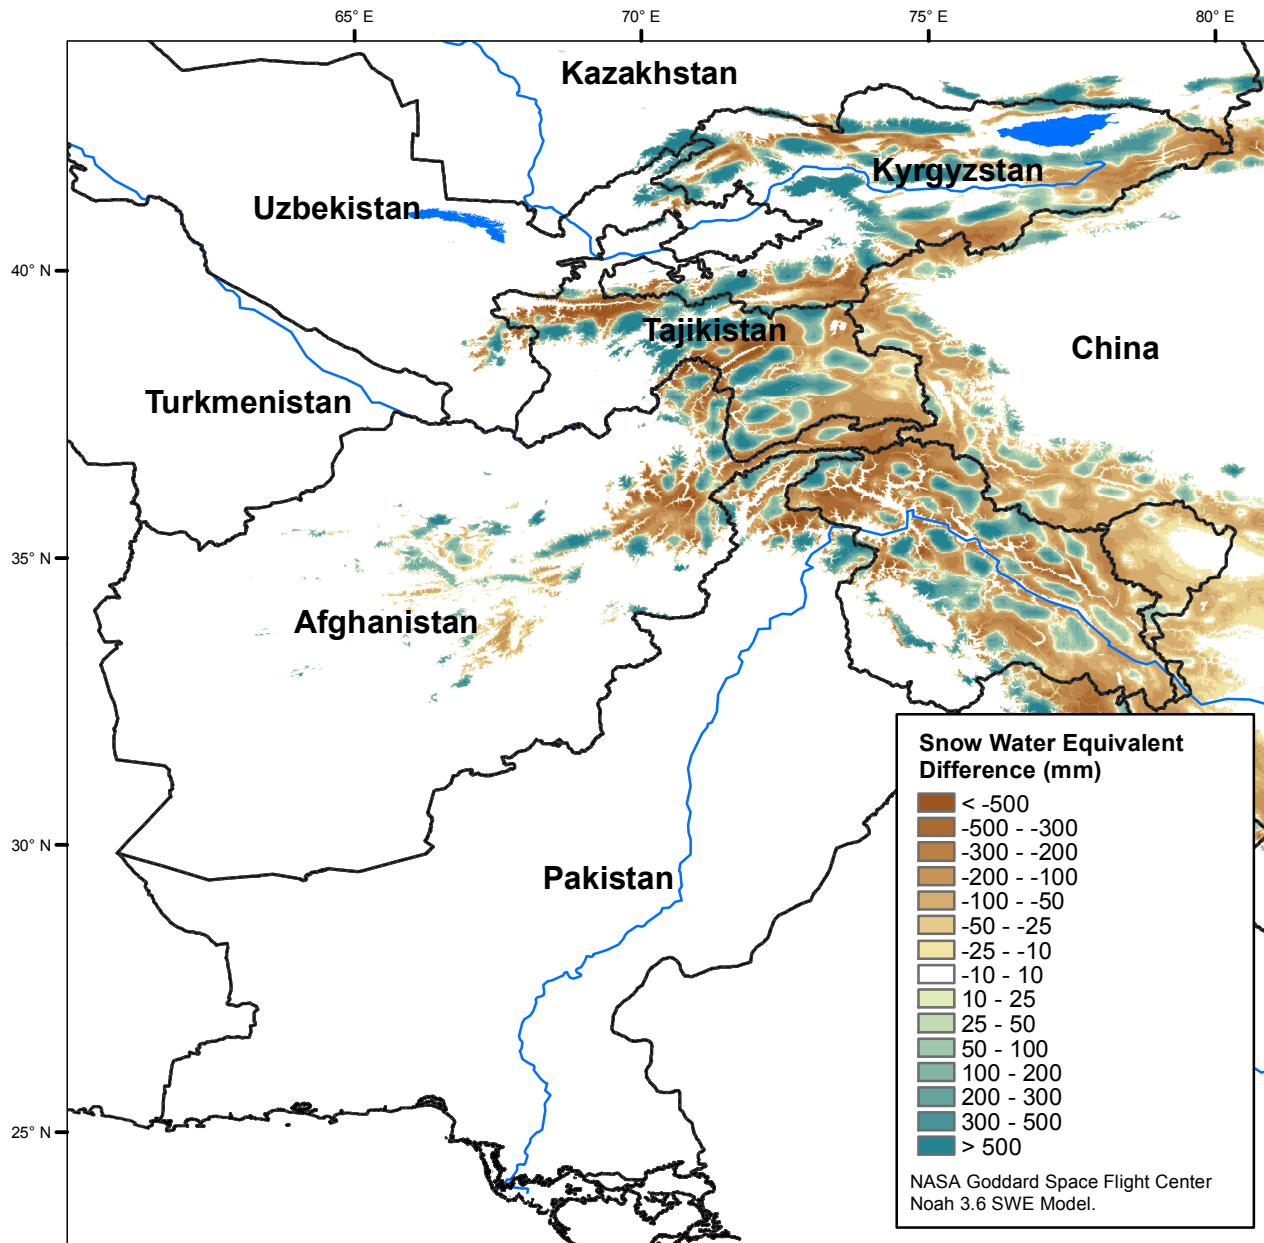 65° E
70° E
75° E
80° E
Kazakhstan
Kyrgyzstan
Uzbekistan
40° N
Tajikistan
China
Turkmenistan
35° N
Afghanistan
Snow Water Equivalent
Difference (mm)
< -500
-500 - -300
-300 - -200
-200 - -100
-100 - -50
-50 - -25
-25 - -10
-10 - 10
10 - 25
25 - 50
50 - 100
100 - 200
200 - 300
300 - 500
> 500
NASA Goddard Space Flight Center
Noah 3.6 SWE Model.
30° N
Pakistan
25° N